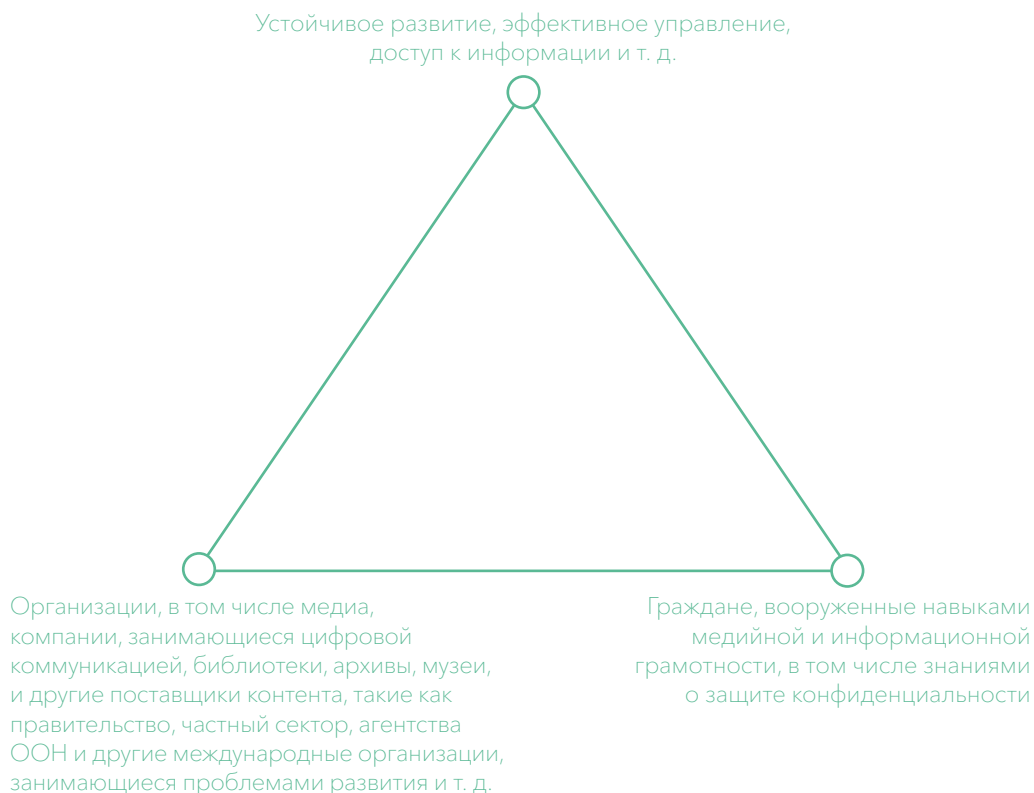 Устойчивое развитие, эффективное управление,
доступ к информации и т. д.
Организации, в том числе медиа,
компании, занимающиеся цифровой
коммуникацией, библиотеки, архивы, музеи,
и другие поставщики контента, такие как
правительство, частный сектор, агентства
ООН и другие международные организации,
занимающиеся проблемами развития и т. д.
Граждане, вооруженные навыками
медийной и информационной
грамотности, в том числе знаниями
о защите конфиденциальности